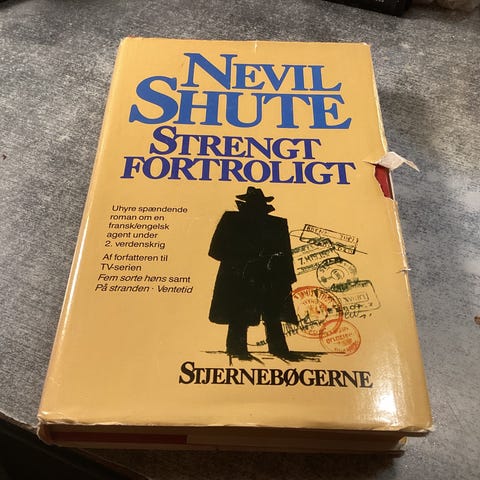 NEVIL
SHUTE
STRENGT
FORTROLIGT
Uhyre spændende
roman om en
fransk/engelsk
agent under
2. verdenskrig
Af forfatteren til
TV-serien
Fem sorte høns samt
På stranden · Ventetid
STJERNEBØGERNE